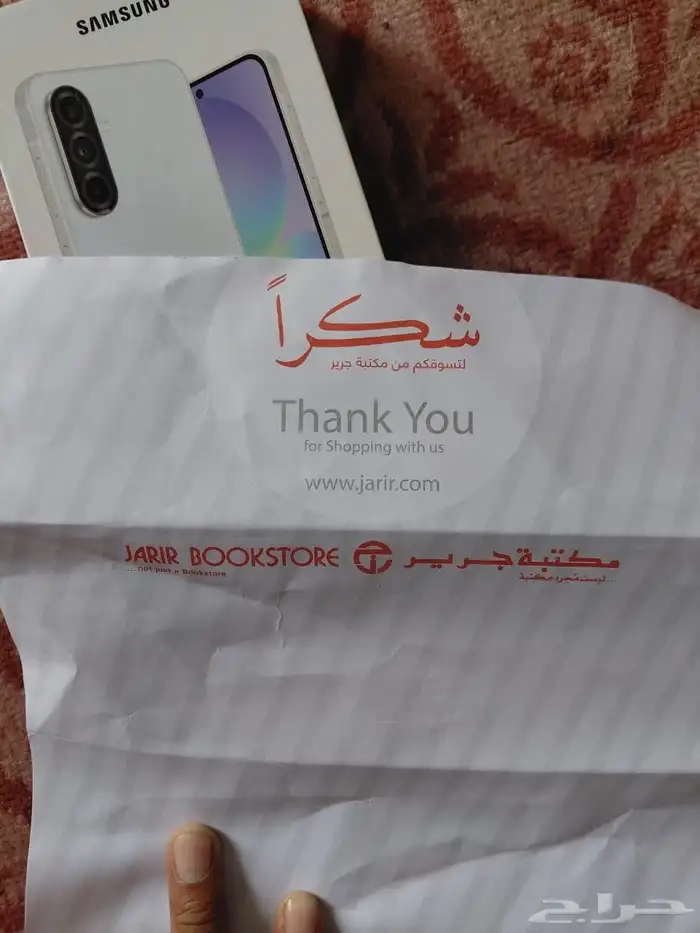 SAMSUNG
شكراً
لتسوقكم من مكتبة جرير
Thank You
for Shopping with us
www.jarir.com
JARIR BOOKSTORE مكتبة جرير
... not just a Bookstore ...ليست مجرد مكتبة
حراج